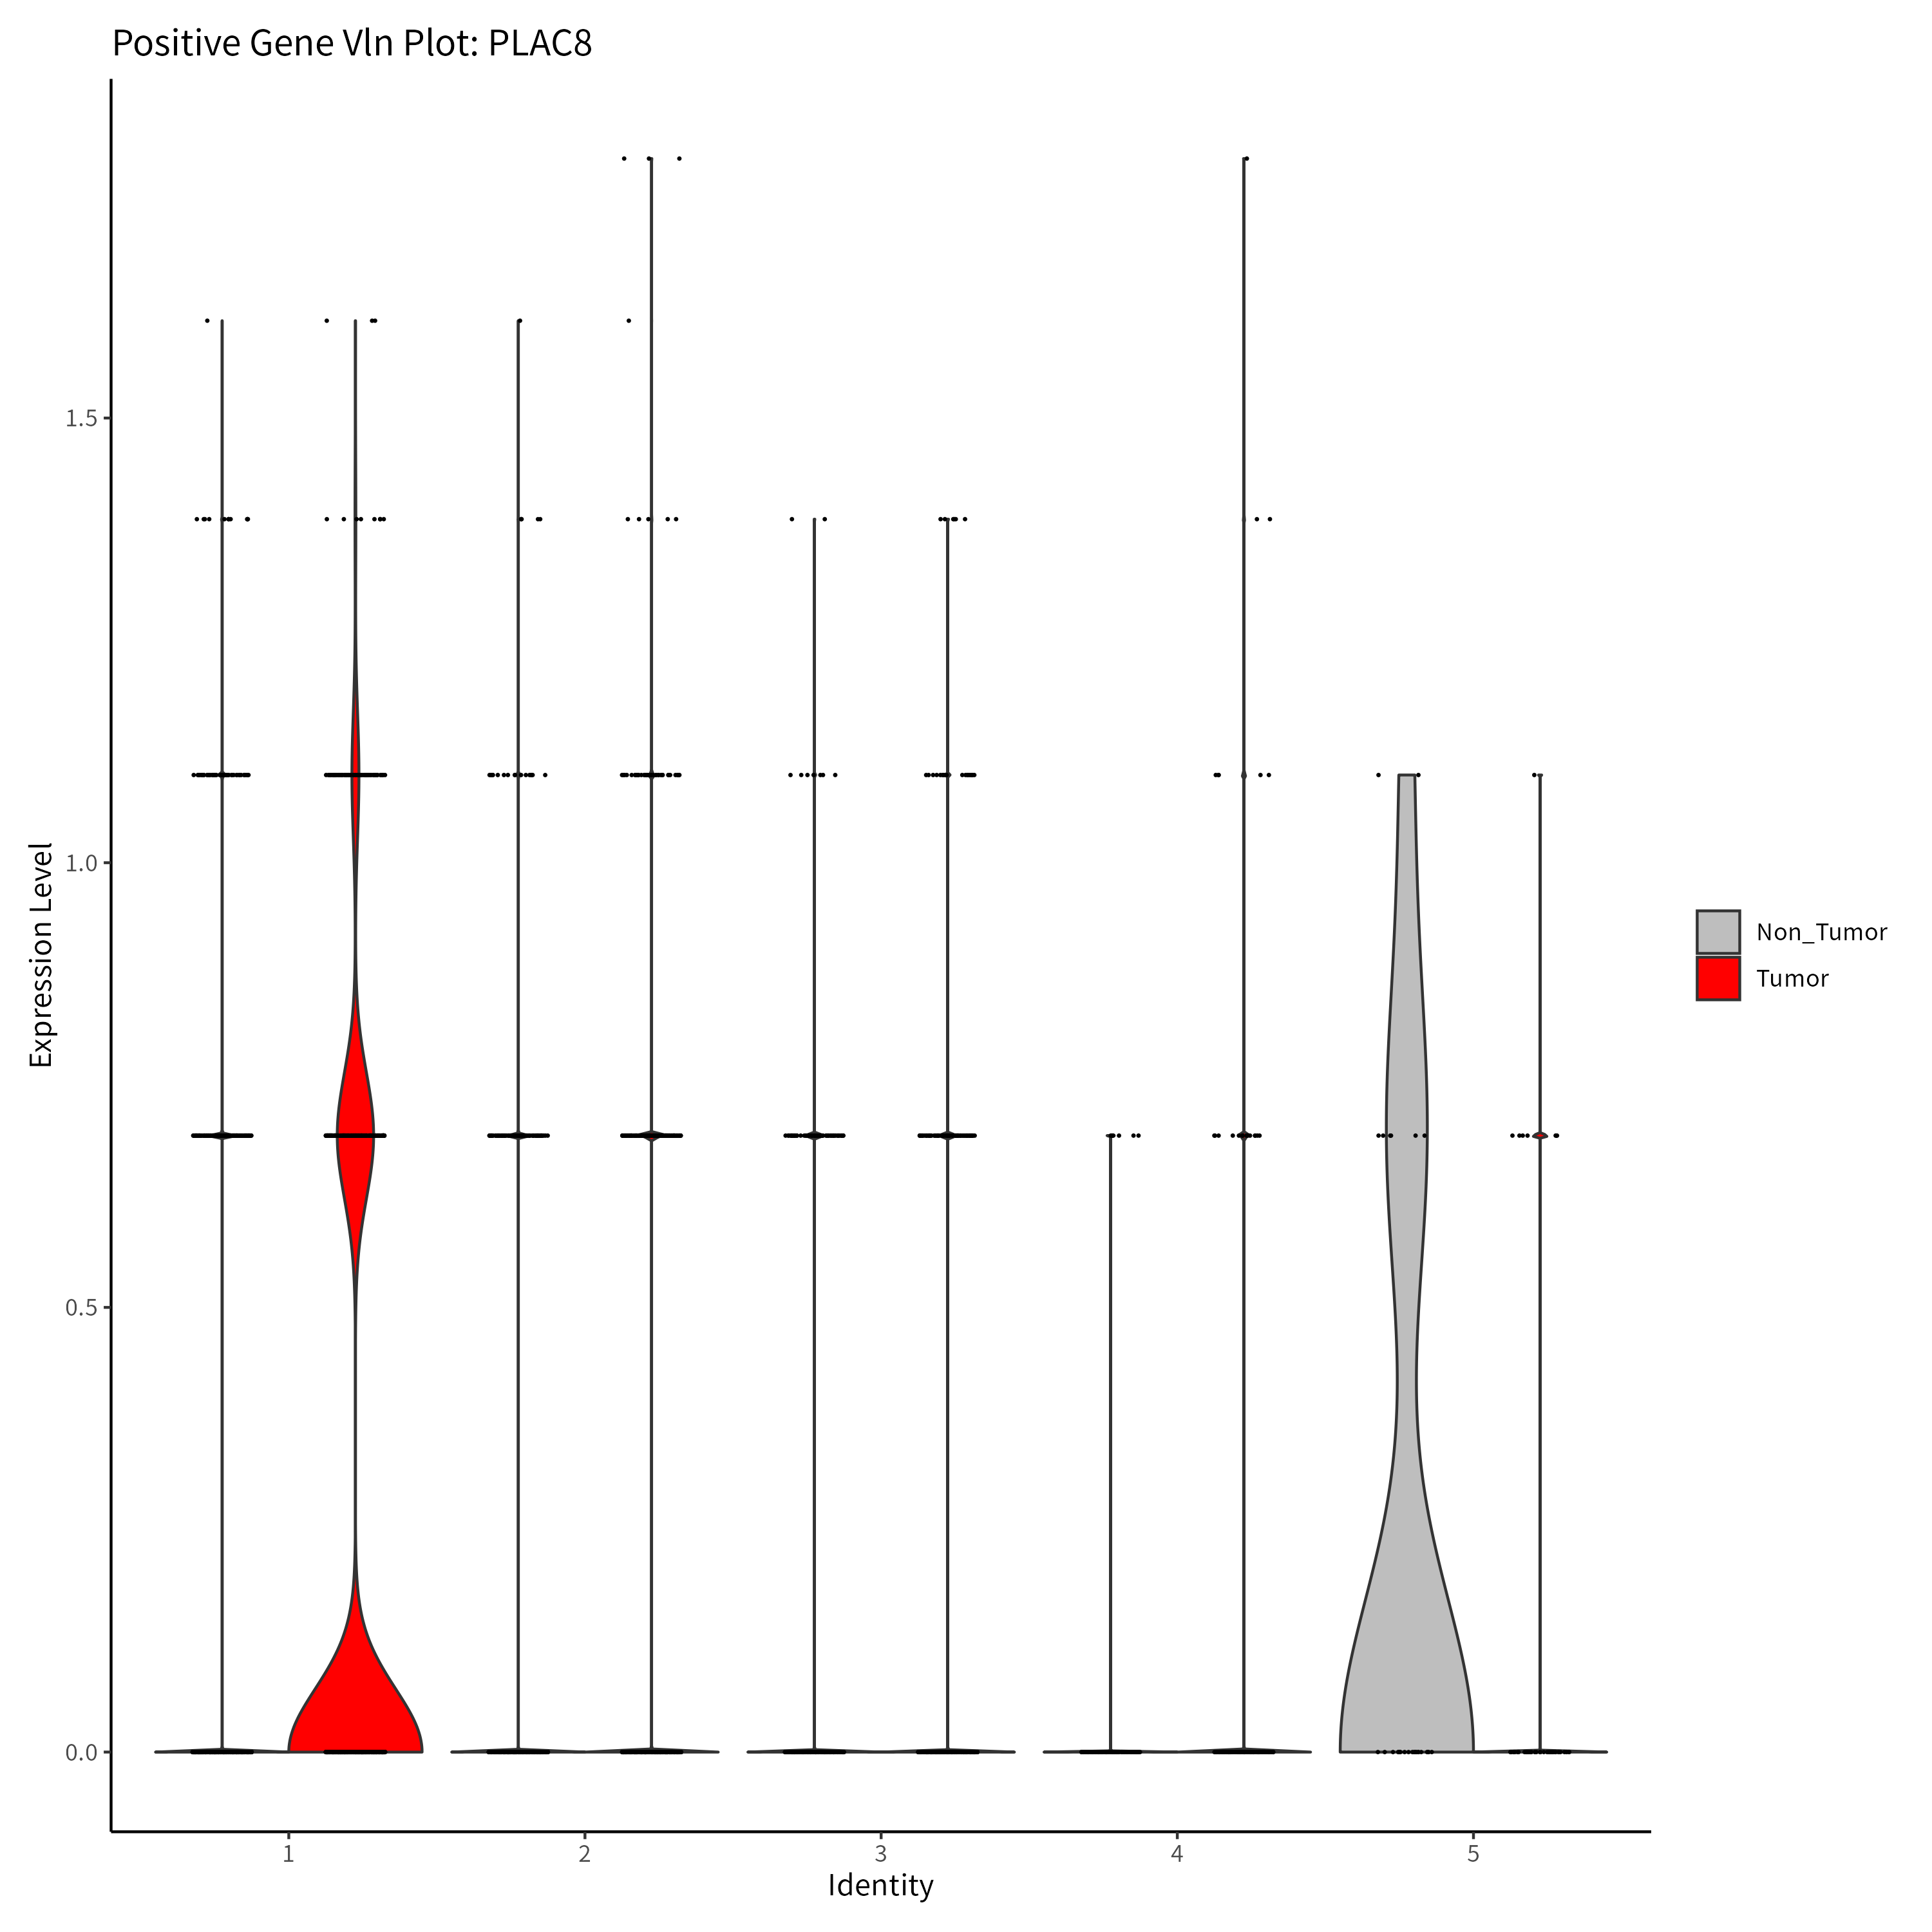 Positive Gene Vln Plot: PLAC8
Expression Level
1.5
1.0
0.5
0.0
1 2 3 4 5
Identity
Non_Tumor
Tumor